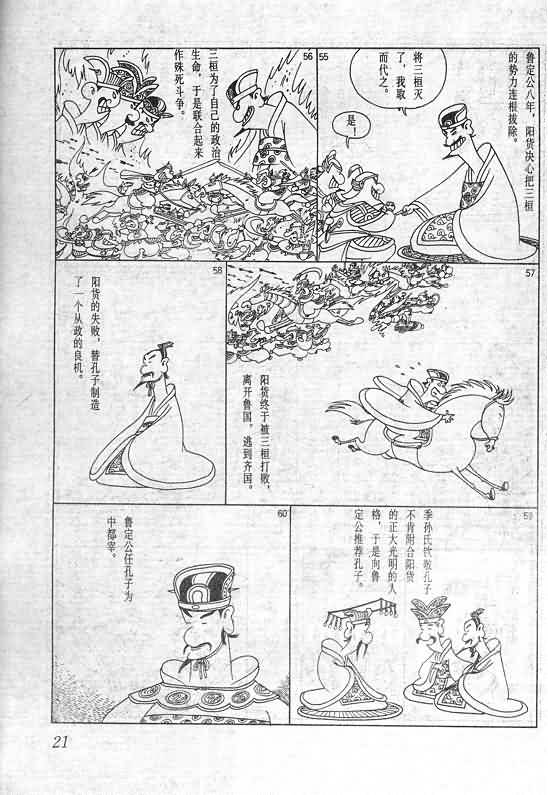 55
鲁定公八年，阳货决心把三桓
的势力连根拔除。
将三桓灭
了，我取
而代之。
是！
56
三桓为了自己的政治
生命，于是联合起来
作殊死斗争。
57
阳货终于被三桓打败，
离开鲁国。逃到齐国。
58
阳货的失败，替孔子制造
了一个从政的良机。
59
季孙氏钦敬孔子
不肯附合阳货
的正大光明的人
格，于是向鲁
定公推荐孔子。
60
鲁定公任孔子为
中都宰。
21